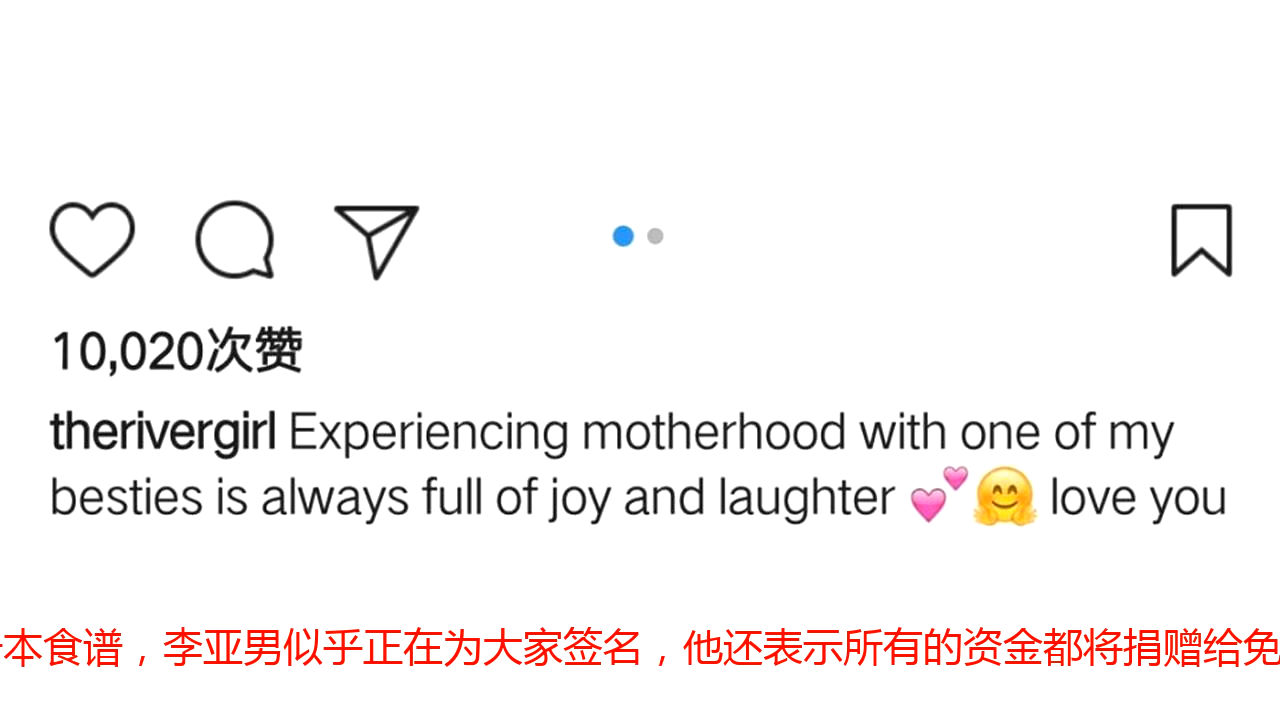 10,020次赞
therivergirl Experiencing motherhood with one of my
besties is always full of joy and laughter 💕🤗 love you
本食谱，李亚男似乎正在为大家签名，他还表示所有的资金都将捐赠给免